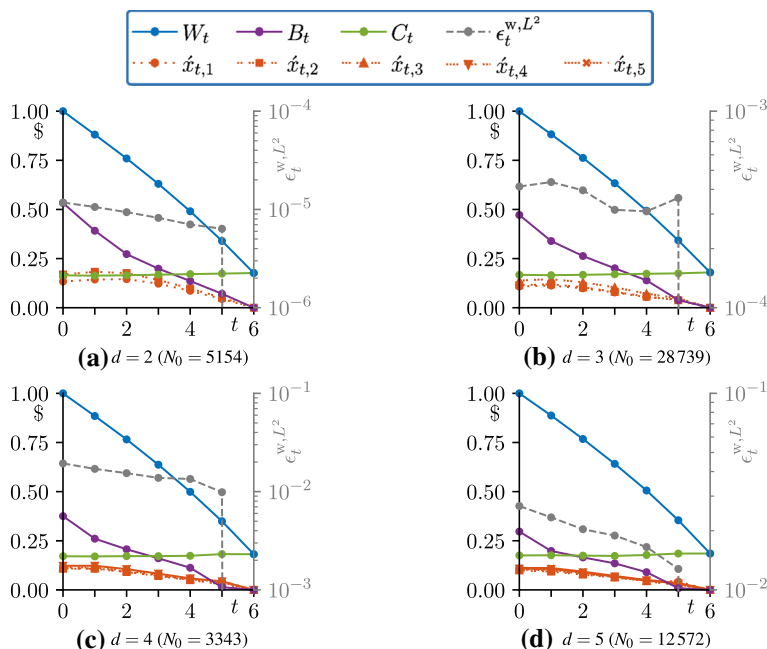 W_t B_t C_t ϵ_t^{w,L²}
x́_{t,1} x́_{t,2} x́_{t,3} x́_{t,4} x́_{t,5}
1.00 10⁻⁴ 1.00 10⁻³
$ $
0.75 0.75
ϵ_t^{w,L²} ϵ_t^{w,L²}
0.50 10⁻⁵ 0.50
0.25 0.25
0.00 10⁻⁶ 0.00 10⁻⁴
0 2 4 t 6 0 2 4 t 6
(a) d = 2 (N₀ = 5154) (b) d = 3 (N₀ = 28 739)
1.00 10⁻¹ 1.00 10⁻¹
$ $
0.75 0.75
ϵ_t^{w,L²} ϵ_t^{w,L²}
0.50 10⁻² 0.50
0.25 0.25
0.00 10⁻³ 0.00 10⁻²
0 2 4 t 6 0 2 4 t 6
(c) d = 4 (N₀ = 3343) (d) d = 5 (N₀ = 12 572)